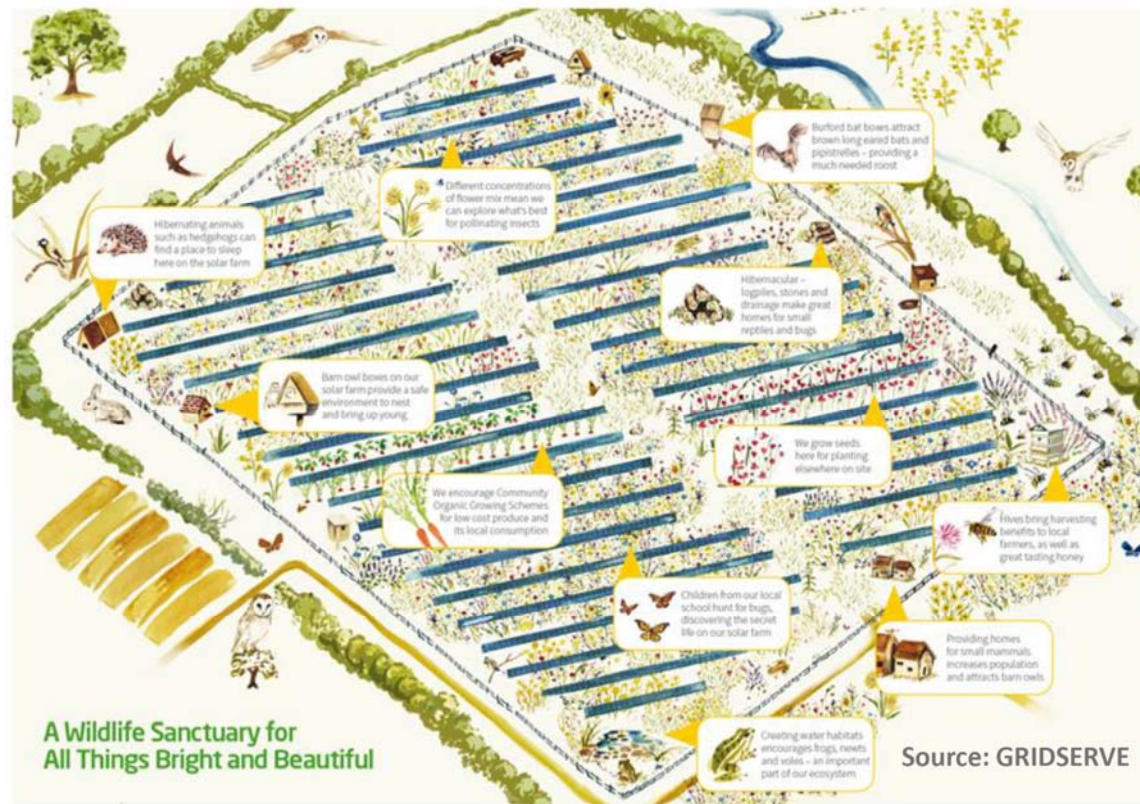 Burford bat boxes attract
brown long eared bats and
pipistrelles – providing a
much needed roost
Different concentrations
of flower mix mean we
can explore what's best
for pollinating insects
Hibernating animals
such as hedgehogs can
find a place to sleep
here on the solar farm
Hibernacular –
logpiles, stones and
drainage make great
homes for small
reptiles and bugs
Barn owl boxes on our
solar farm provide a safe
environment to nest
and bring up young
We grow seeds
here for planting
elsewhere on site
We encourage Community
Organic Growing Schemes
for low cost produce and
its local consumption
Hives bring harvesting
benefits to local
farmers, as well as
great tasting honey
Children from our local
school hunt for bugs,
discovering the secret
life on our solar farm
Providing homes
for small mammals
increases population
and attracts barn owls
A Wildlife Sanctuary for
All Things Bright and Beautiful
Creating water habitats
encourages frogs, newts
and voles – an important
part of our ecosystem
Source: GRIDSERVE